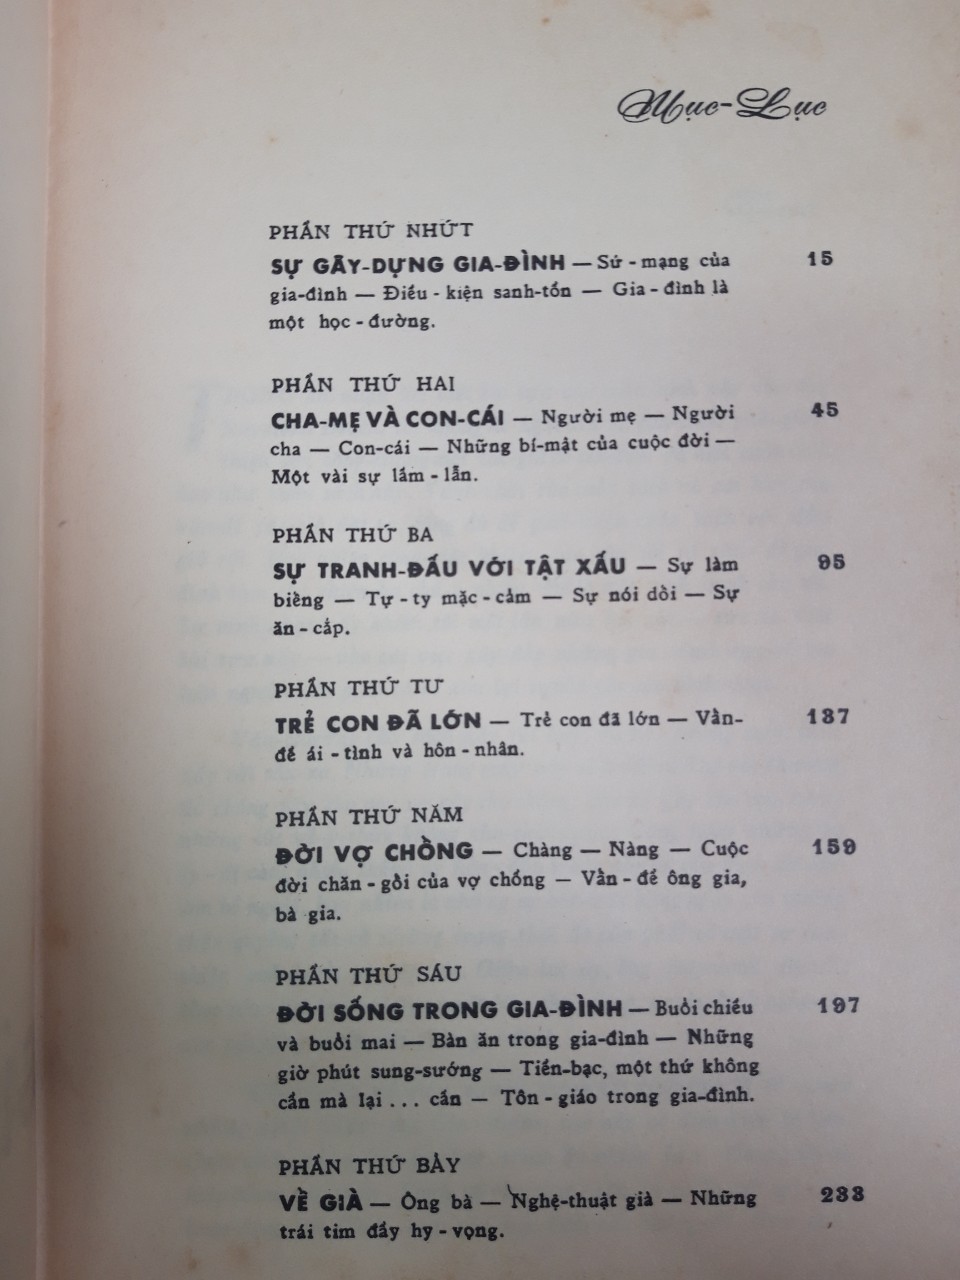 Mục-Lục
PHẦN THỨ NHỨT
SỰ GÂY-DỰNG GIA-ĐÌNH — Sứ-mạng của 15
gia-đình — Điều-kiện sanh-tồn — Gia-đình là
một học-đường.
PHẦN THỨ HAI
CHA-MẸ VÀ CON-CÁI — Người mẹ — Người 45
cha — Con-cái — Những bí-mật của cuộc đời —
Một vài sự lầm-lẫn.
PHẦN THỨ BA
SỰ TRANH-ĐẤU VỚI TẬT XẤU — Sự làm 95
biếng — Tự-ty mặc-cảm — Sự nói dối — Sự
ăn-cắp.
PHẦN THỨ TƯ
TRẺ CON ĐÃ LỚN — Trẻ con đã lớn — Vấn- 137
đề ái-tình và hôn-nhân.
PHẦN THỨ NĂM
ĐỜI VỢ CHỒNG — Chàng — Nàng — Cuộc 159
đời chăn-gối của vợ chồng — Vấn-đề ông gia,
bà gia.
PHẦN THỨ SÁU
ĐỜI SỐNG TRONG GIA-ĐÌNH — Buổi chiều 197
và buổi mai — Bàn ăn trong gia-đình — Những
giờ phút sung-sướng — Tiền-bạc, một thứ không
cần mà lại... cần — Tôn-giáo trong gia-đình.
PHẦN THỨ BẢY
VỀ GIÀ — Ông bà — Nghệ-thuật già — Những 233
trái tim đầy hy-vọng.